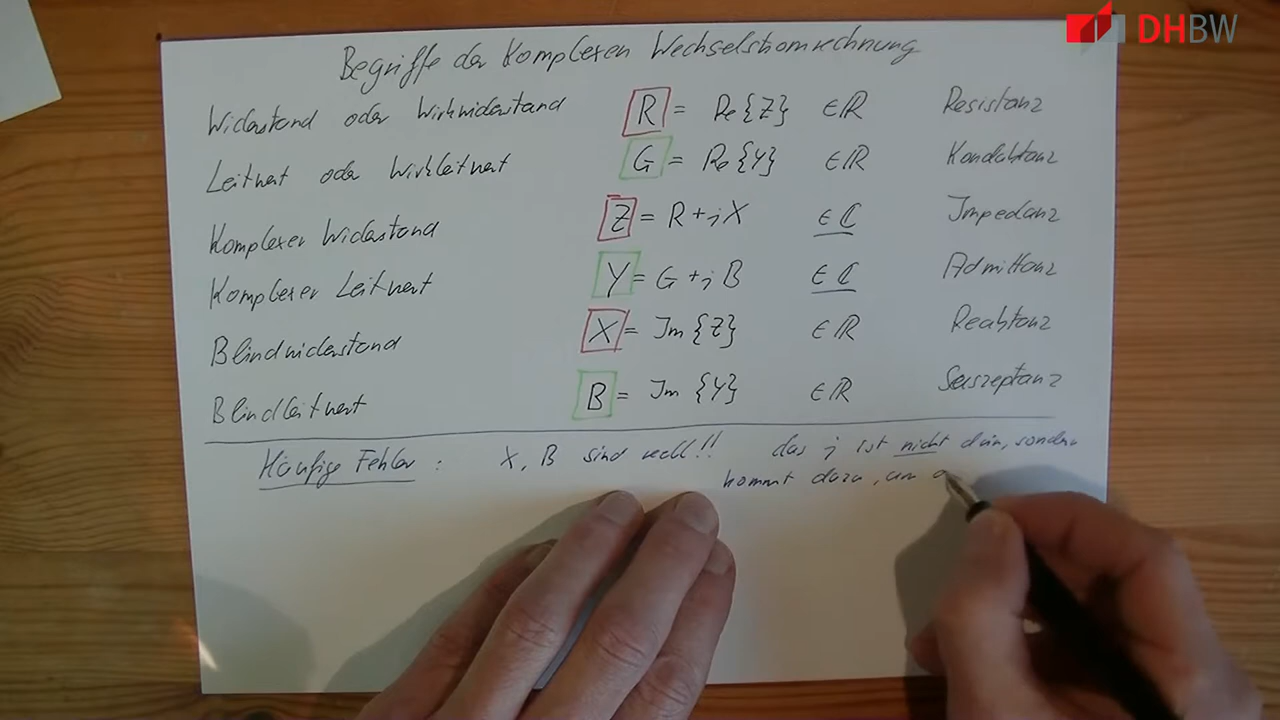 DHBW
Begriffe der Komplexen Wechselstromrechnung
Widerstand oder Wirkwiderstand R = Re{Z} ∈ ℝ Resistanz
Leitwert oder Wirkleitwert G = Re{Y} ∈ ℝ Konduktanz
Komplexer Widerstand Z = R + jX ∈ ℂ Impedanz
Komplexer Leitwert Y = G + jB ∈ ℂ Admittanz
Blindwiderstand X = Im{Z} ∈ ℝ Reaktanz
Blindleitwert B = Im{Y} ∈ ℝ Suszeptanz
Häufige Fehler : X, B sind reell!! das j ist nicht drin, sondern
kommt dazu, um